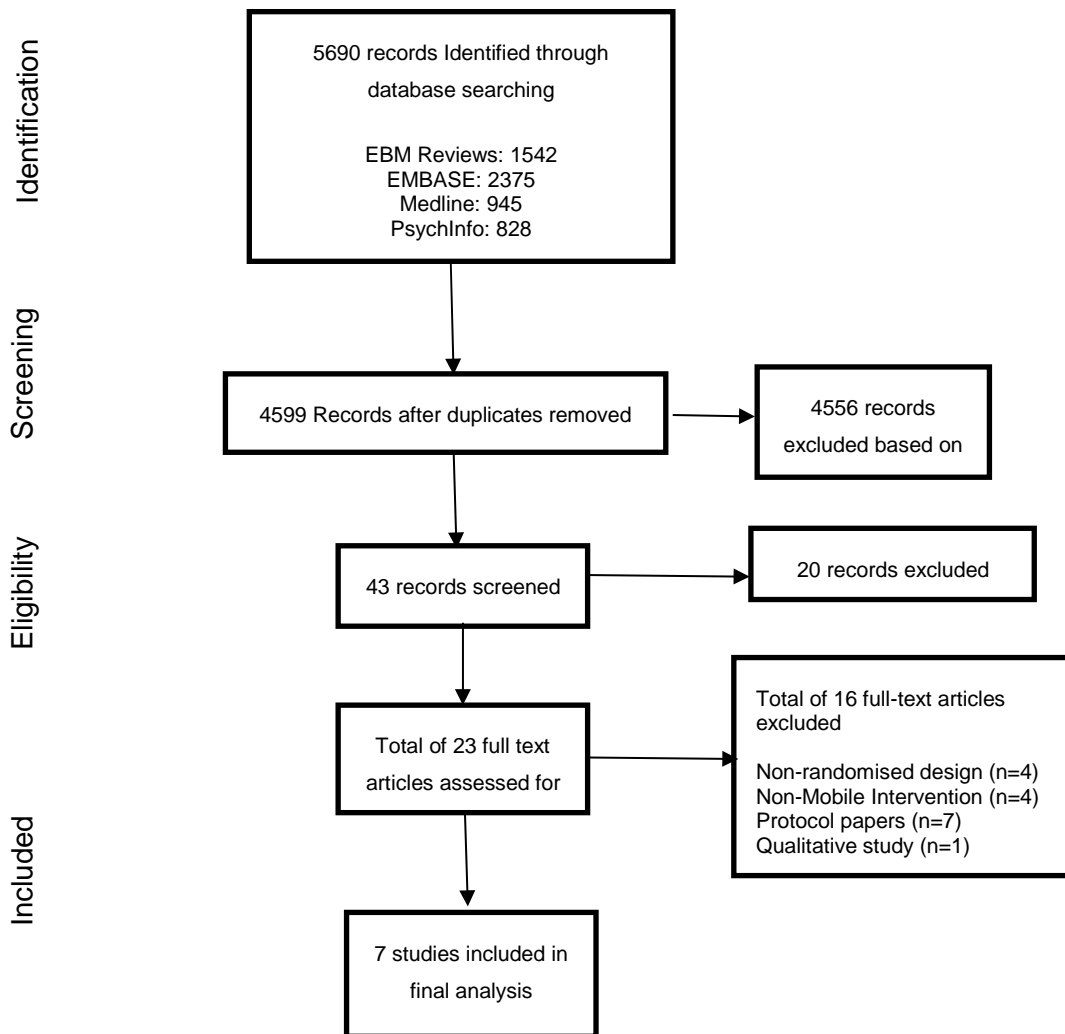 Identification
5690 records Identified through
database searching
EBM Reviews: 1542
EMBASE: 2375
Medline: 945
PsychInfo: 828
Screening
4599 Records after duplicates removed
4556 records
excluded based on
Eligibility
43 records screened
20 records excluded
Total of 23 full text
articles assessed for
Total of 16 full-text articles
excluded
Non-randomised design (n=4)
Non-Mobile Intervention (n=4)
Protocol papers (n=7)
Qualitative study (n=1)
Included
7 studies included in
final analysis